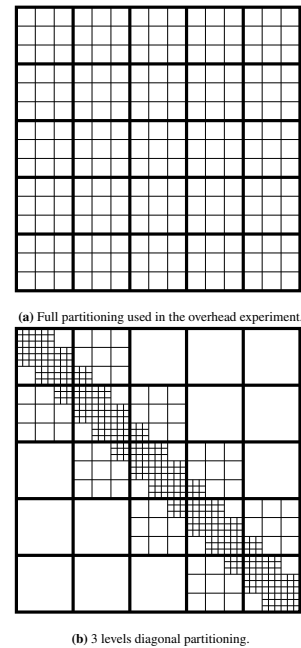 (a) Full partitioning used in the overhead experiment.
(b) 3 levels diagonal partitioning.